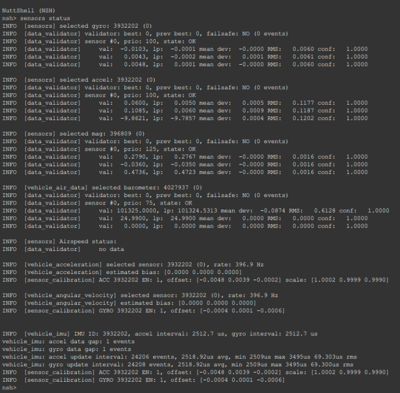 NuttShell (NSH)
nsh> sensors status
INFO [sensors] selected gyro: 3932202 (0)
INFO [data_validator] validator: best: 0, prev best: 0, failsafe: NO (0 events)
INFO [data_validator] sensor #0, prio: 100, state: OK
INFO [data_validator] val: -0.0103, lp: -0.0001 mean dev: -0.0000 RMS: 0.0060 conf: 1.0000
INFO [data_validator] val: 0.0043, lp: -0.0002 mean dev: 0.0001 RMS: 0.0061 conf: 1.0000
INFO [data_validator] val: 0.0048, lp: 0.0001 mean dev: -0.0000 RMS: 0.0060 conf: 1.0000
INFO [sensors] selected accel: 3932202 (0)
INFO [data_validator] validator: best: 0, prev best: 0, failsafe: NO (0 events)
INFO [data_validator] sensor #0, prio: 100, state: OK
INFO [data_validator] val: 0.0600, lp: 0.0050 mean dev: 0.0005 RMS: 0.1177 conf: 1.0000
INFO [data_validator] val: 0.1085, lp: 0.0060 mean dev: 0.0009 RMS: 0.1187 conf: 1.0000
INFO [data_validator] val: -9.8621, lp: -9.7857 mean dev: 0.0004 RMS: 0.1202 conf: 1.0000
INFO [sensors] selected mag: 396809 (0)
INFO [data_validator] validator: best: 0, prev best: 0, failsafe: NO (0 events)
INFO [data_validator] sensor #0, prio: 125, state: OK
INFO [data_validator] val: 0.2790, lp: 0.2767 mean dev: -0.0000 RMS: 0.0016 conf: 1.0000
INFO [data_validator] val: -0.0360, lp: -0.0350 mean dev: -0.0000 RMS: 0.0016 conf: 1.0000
INFO [data_validator] val: 0.4736, lp: 0.4723 mean dev: -0.0000 RMS: 0.0016 conf: 1.0000
INFO [vehicle_air_data] selected barometer: 4027937 (0)
INFO [data_validator] validator: best: 0, prev best: 0, failsafe: NO (0 events)
INFO [data_validator] sensor #0, prio: 75, state: OK
INFO [data_validator] val: 101325.0000, lp: 101324.5313 mean dev: -0.0874 RMS: 0.6128 conf: 1.0000
INFO [data_validator] val: 24.9900, lp: 24.9900 mean dev: 0.0000 RMS: 0.0000 conf: 1.0000
INFO [data_validator] val: 0.0000, lp: 0.0000 mean dev: 0.0000 RMS: 0.0000 conf: 1.0000
INFO [sensors] Airspeed status:
INFO [data_validator] no data
INFO [vehicle_acceleration] selected sensor: 3932202 (0), rate: 396.9 Hz
INFO [vehicle_acceleration] estimated bias: [0.0000 0.0000 0.0000]
INFO [sensor_calibration] ACC 3932202 EN: 1, offset: [-0.0048 0.0039 -0.0002] scale: [1.0002 0.9999 0.9990]
INFO [vehicle_angular_velocity] selected sensor: 3932202 (0), rate: 396.9 Hz
INFO [vehicle_angular_velocity] estimated bias: [0.0000 0.0000 0.0000]
INFO [sensor_calibration] GYRO 3932202 EN: 1, offset: [-0.0004 0.0001 -0.0006]
INFO [vehicle_imu] IMU ID: 3932202, accel interval: 2512.7 us, gyro interval: 2512.7 us
vehicle_imu: accel data gap: 1 events
vehicle_imu: gyro data gap: 1 events
vehicle_imu: accel update interval: 24206 events, 2518.92us avg, min 2509us max 3495us 69.303us rms
vehicle_imu: gyro update interval: 24208 events, 2518.91us avg, min 2509us max 3495us 69.300us rms
INFO [sensor_calibration] ACC 3932202 EN: 1, offset: [-0.0048 0.0039 -0.0002] scale: [1.0002 0.9999 0.9990]
INFO [sensor_calibration] GYRO 3932202 EN: 1, offset: [-0.0004 0.0001 -0.0006]
nsh>